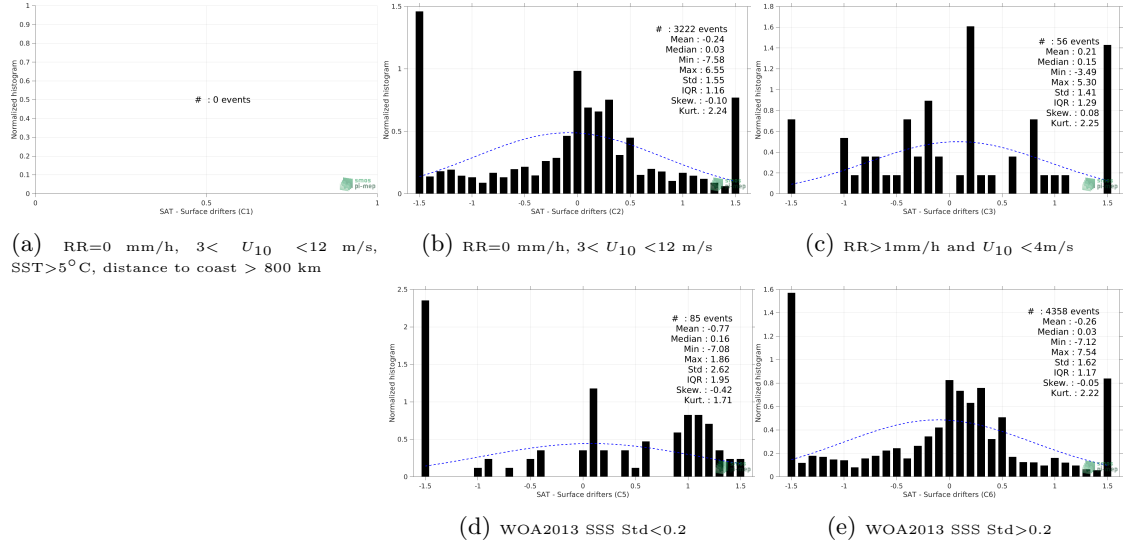 1
0.9
0.8
0.7
0.6
0.5
0.4
0.3
0.2
0.1
0
Normalized histogram
# : 0 events
smos
pi-mep
0 0.5 1
SAT - Surface drifters (C1)
(a) RR=0 mm/h, 3< U10 <12 m/s,
SST>5°C, distance to coast > 800 km
1.5
1
0.5
0
Normalized histogram
# : 3222 events
Mean : -0.24
Median : 0.03
Min : -7.58
Max : 6.55
Std : 1.55
IQR : 1.16
Skew. : -0.10
Kurt. : 2.24
pi-mep
-1.5 -1 -0.5 0 0.5 1 1.5
SAT - Surface drifters (C2)
(b) RR=0 mm/h, 3< U10 <12 m/s
1.8
1.6
1.4
1.2
1
0.8
0.6
0.4
0.2
0
Normalized histogram
# : 56 events
Mean : 0.21
Median : 0.15
Min : -3.49
Max : 5.30
Std : 1.41
IQR : 1.29
Skew. : 0.08
Kurt. : 2.25
pi-mep
-1.5 -1 -0.5 0 0.5 1 1.5
SAT - Surface drifters (C3)
(c) RR>1mm/h and U10 <4m/s
2.5
2
1.5
1
0.5
0
Normalized histogram
# : 85 events
Mean : -0.77
Median : 0.16
Min : -7.08
Max : 1.86
Std : 2.62
IQR : 1.95
Skew. : -0.42
Kurt. : 1.71
pi-mep
-1.5 -1 -0.5 0 0.5 1 1.5
SAT - Surface drifters (C5)
(d) WOA2013 SSS Std<0.2
1.6
1.4
1.2
1
0.8
0.6
0.4
0.2
0
Normalized histogram
# : 4358 events
Mean : -0.26
Median : 0.03
Min : -7.12
Max : 7.54
Std : 1.62
IQR : 1.17
Skew. : -0.05
Kurt. : 2.22
pi-mep
-1.5 -1 -0.5 0 0.5 1 1.5
SAT - Surface drifters (C6)
(e) WOA2013 SSS Std>0.2